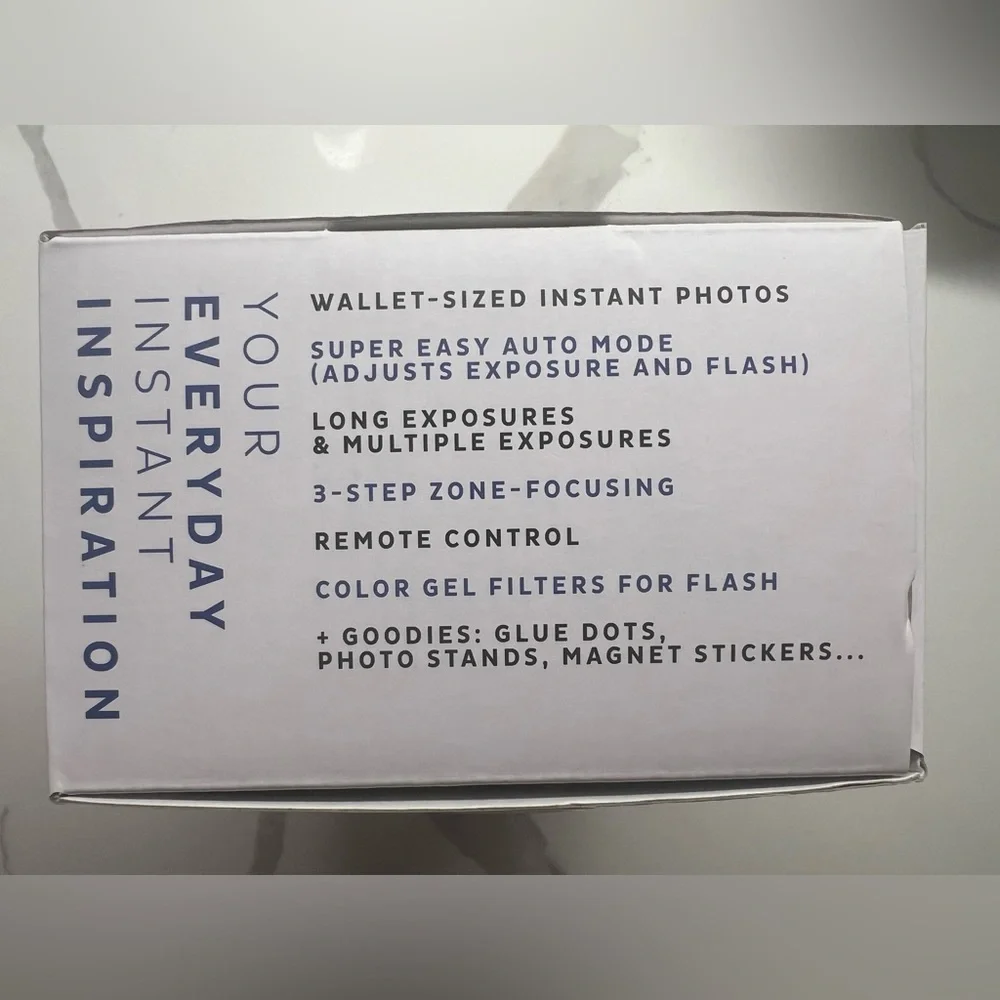 YOUR
EVERYDAY
INSTANT
INSPIRATION
WALLET-SIZED INSTANT PHOTOS
SUPER EASY AUTO MODE
(ADJUSTS EXPOSURE AND FLASH)
LONG EXPOSURES
& MULTIPLE EXPOSURES
3-STEP ZONE-FOCUSING
REMOTE CONTROL
COLOR GEL FILTERS FOR FLASH
+ GOODIES: GLUE DOTS,
PHOTO STANDS, MAGNET STICKERS...